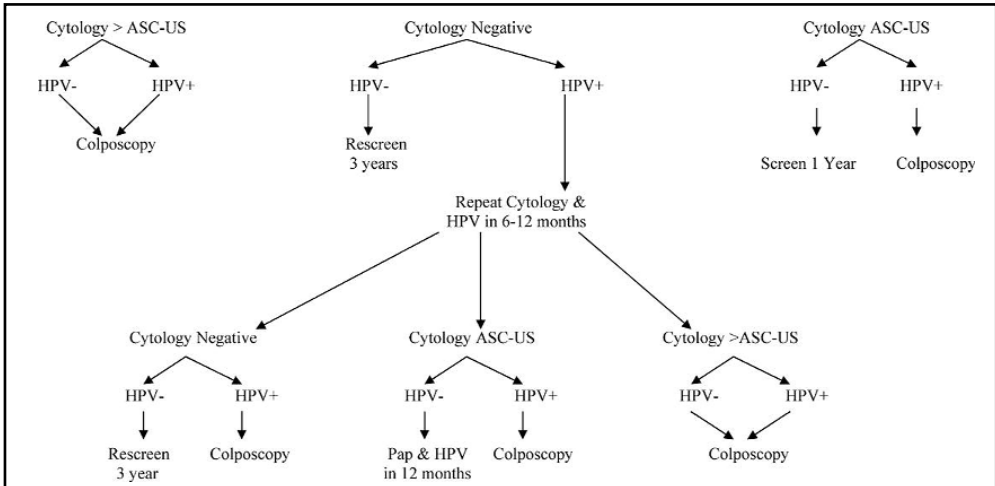 Cytology > ASC-US
Cytology Negative
Cytology ASC-US
HPV-
HPV+
HPV-
HPV+
HPV-
HPV+
Colposcopy
Rescreen
3 years
Screen 1 Year
Colposcopy
Repeat Cytology &
HPV in 6-12 months
Cytology Negative
Cytology ASC-US
Cytology >ASC-US
HPV-
HPV+
HPV-
HPV+
HPV-
HPV+
Rescreen
3 year
Colposcopy
Pap & HPV
in 12 months
Colposcopy
Colposcopy